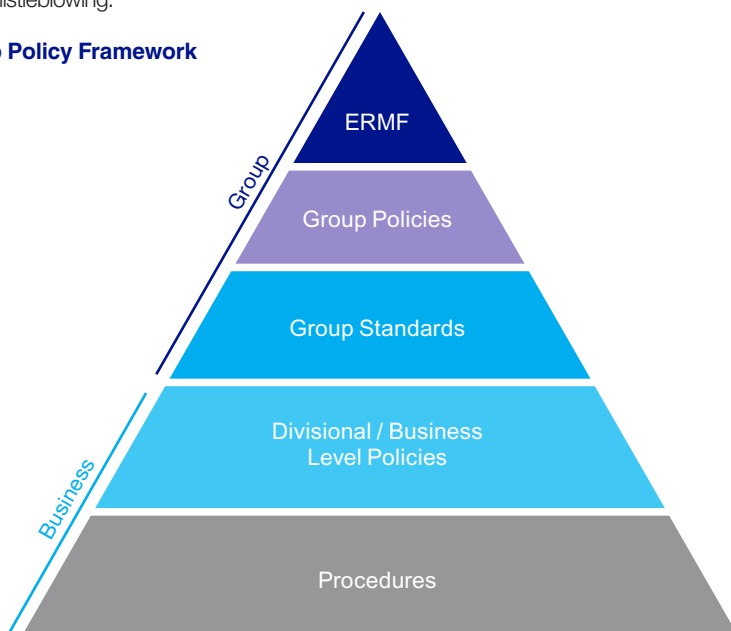 Policy Framework
ERMF
Group
Group Policies
Group Standards
Divisional / Business
Level Policies
Business
Procedures